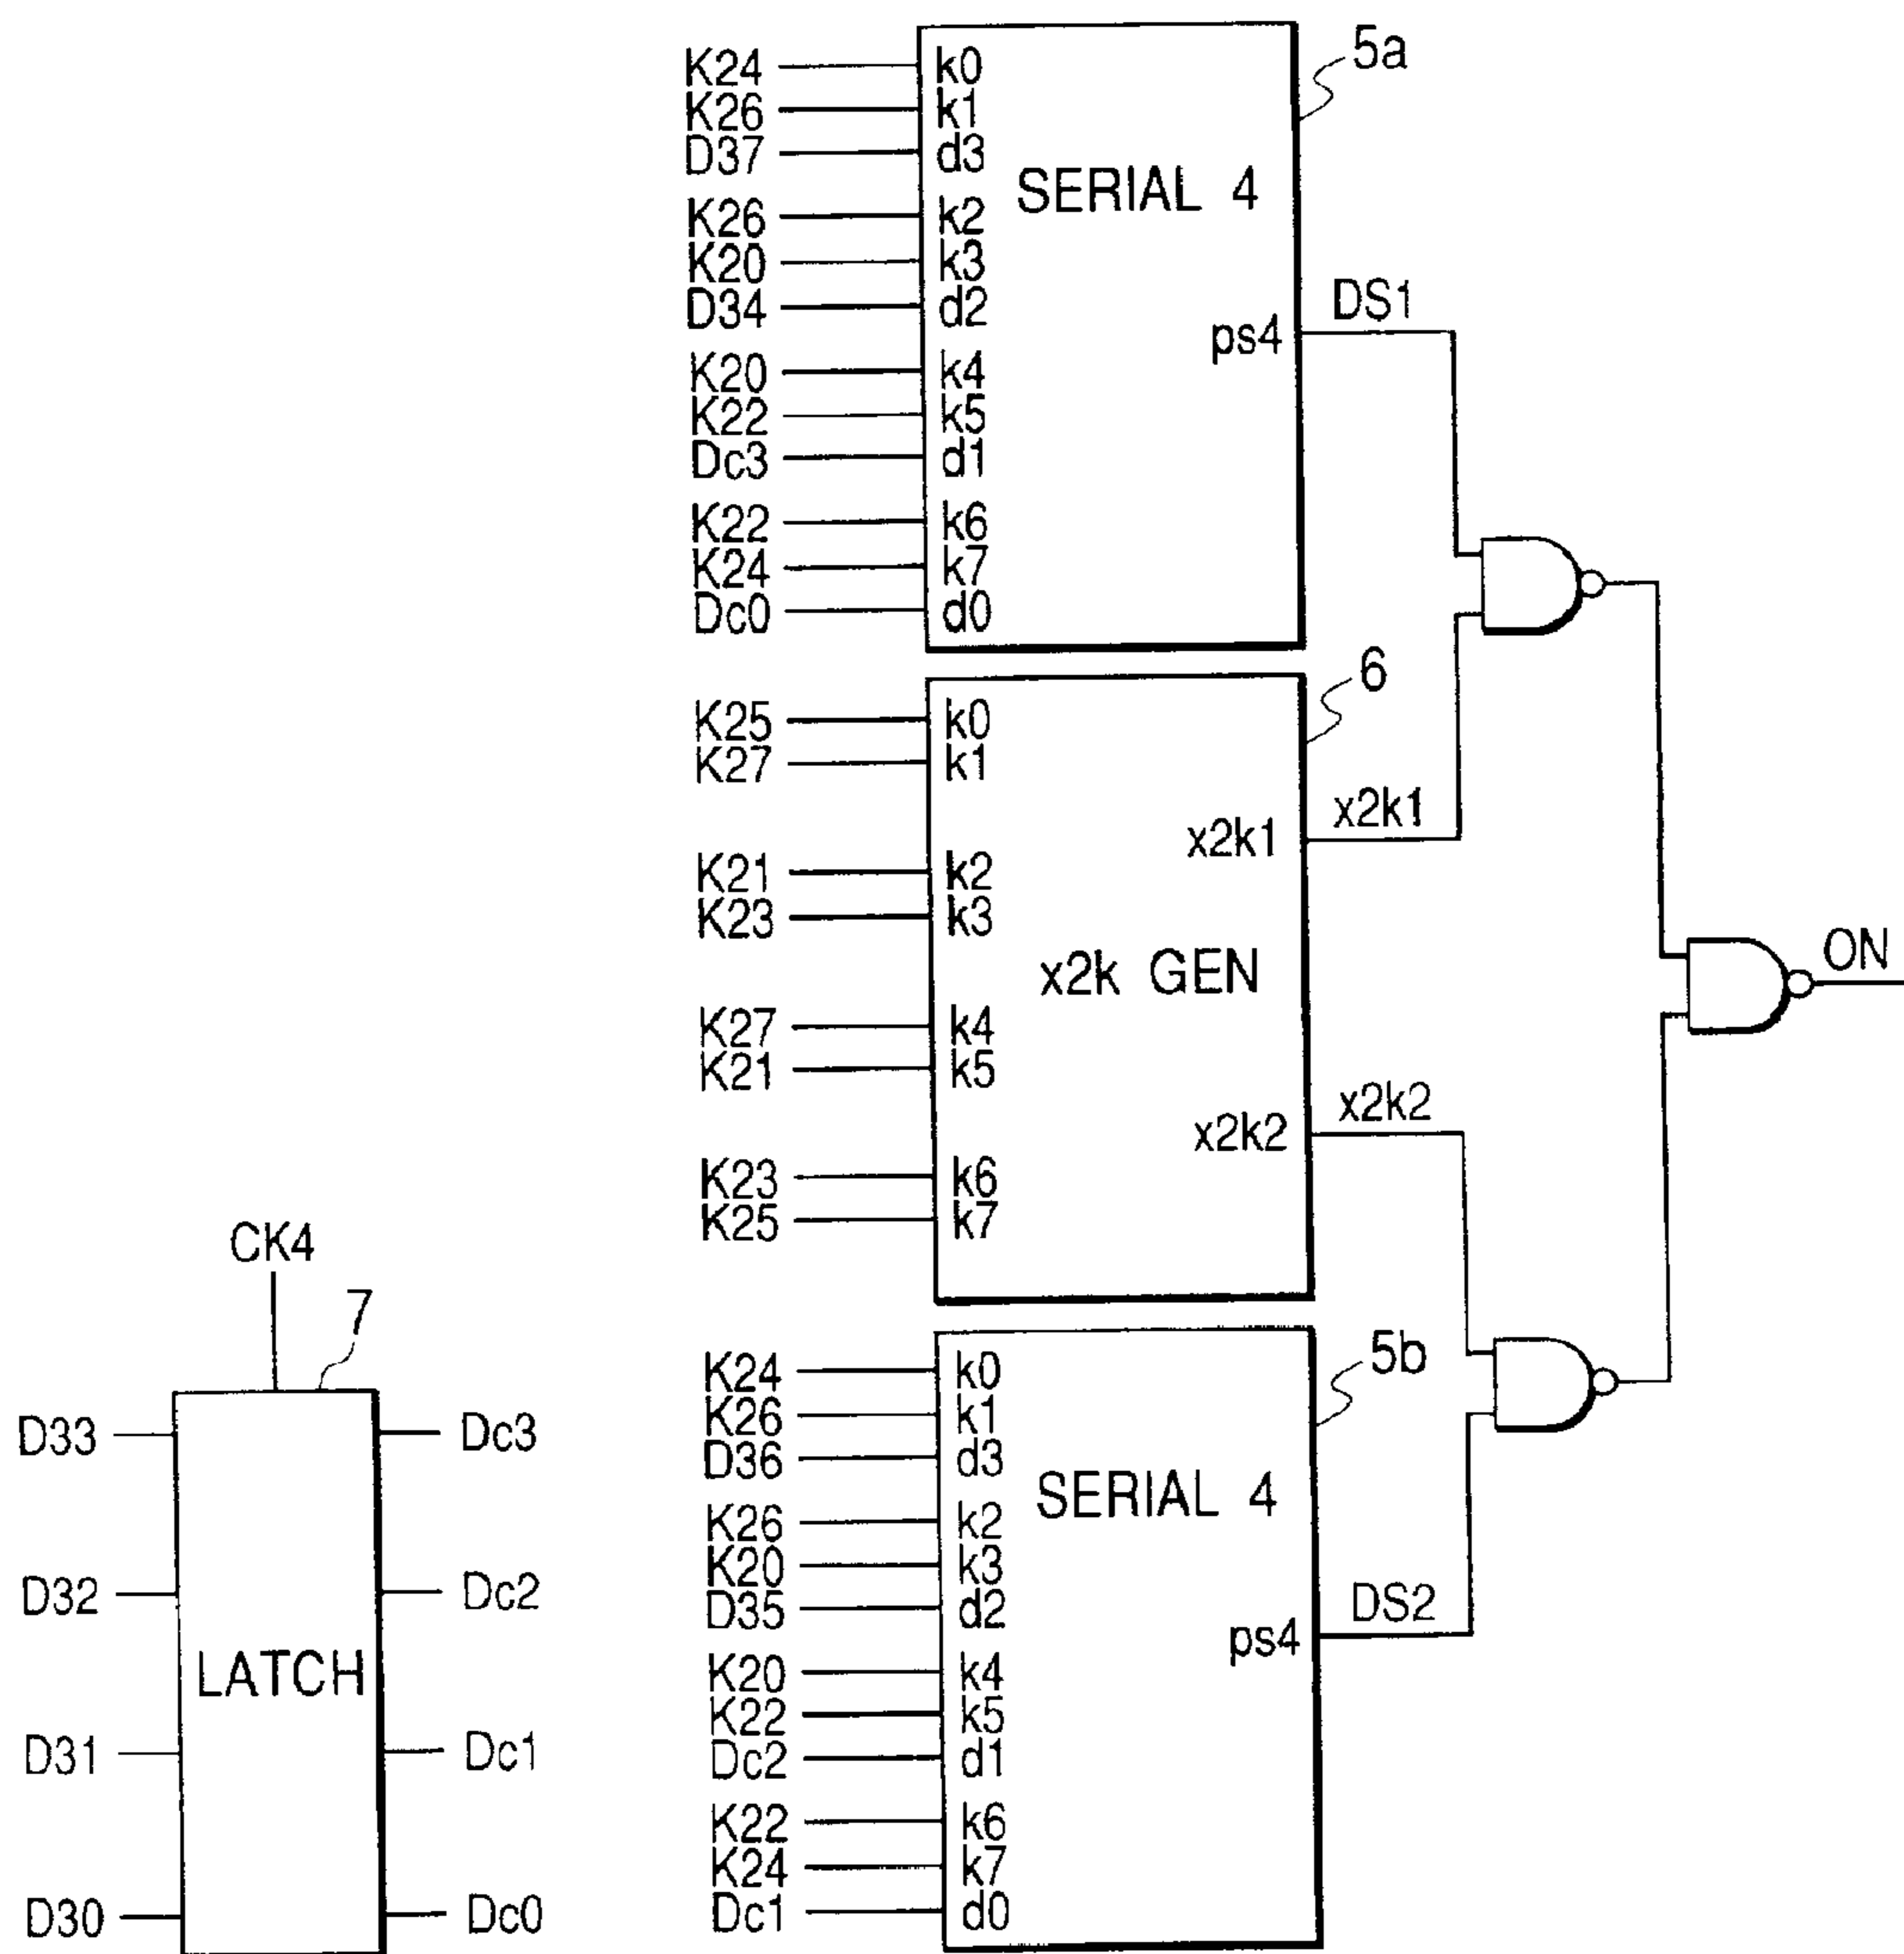 5a
K24 k0
K26 k1
D37 d3
SERIAL 4
K26 k2
K20 k3
D34 d2
DS1
ps4
K20 k4
K22 k5
Dc3 d1
K22 k6
K24 k7
Dc0 d0
6
K25 k0
K27 k1
x2k1
x2k1
K21 k2
K23 k3
x2k GEN
ON
K27 k4
K21 k5
x2k2
x2k2
K23 k6
K25 k7
CK4
7
5b
K24 k0
K26 k1
D36 d3
SERIAL 4
K26 k2
K20 k3
D35 d2
DS2
ps4
K20 k4
K22 k5
Dc2 d1
K22 k6
K24 k7
Dc1 d0
D33 Dc3
D32 Dc2
LATCH
D31 Dc1
D30 Dc0